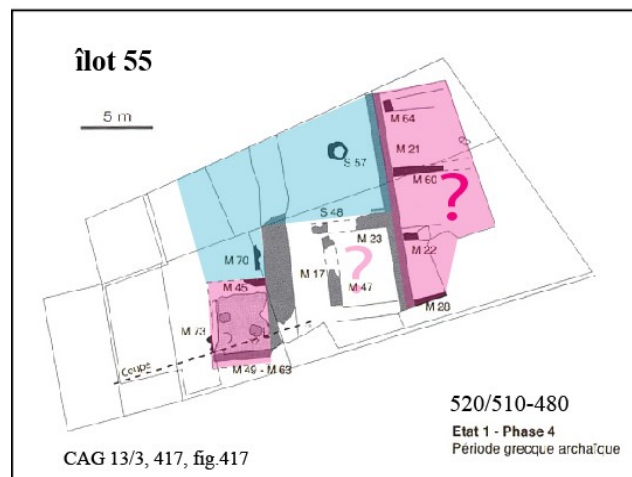 îlot 55
5 m
M 64
M 21
S 57
M 60
?
S 48
M 23
M 22
?
M 70
M 17
M 47
M 45
M 20
M 73
Coupe
M 49 - M 63
520/510-480
Etat 1 - Phase 4
Période grecque archaïque
CAG 13/3, 417, fig.417